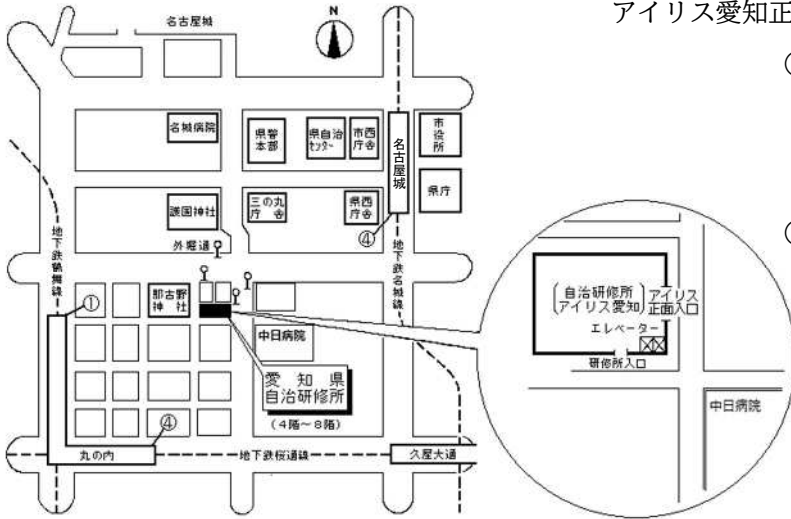 アイリス愛知正
名古屋城
N
名城病院
県警
本部
県自治
センター
市西
庁舎
名古屋城
市役所
県庁
護国神社
三の丸
庁舎
県西
庁舎
④
外堀通
地下鉄鶴舞線
地下鉄名城線
①
那古野
神社
中日病院
愛知県
自治研修所
(4階~8階)
④
丸の内
地下鉄桜通線
久屋大通
自治研修所
アイリス愛知
アイリス
正面入口
エレベーター
研修所入口
中日病院